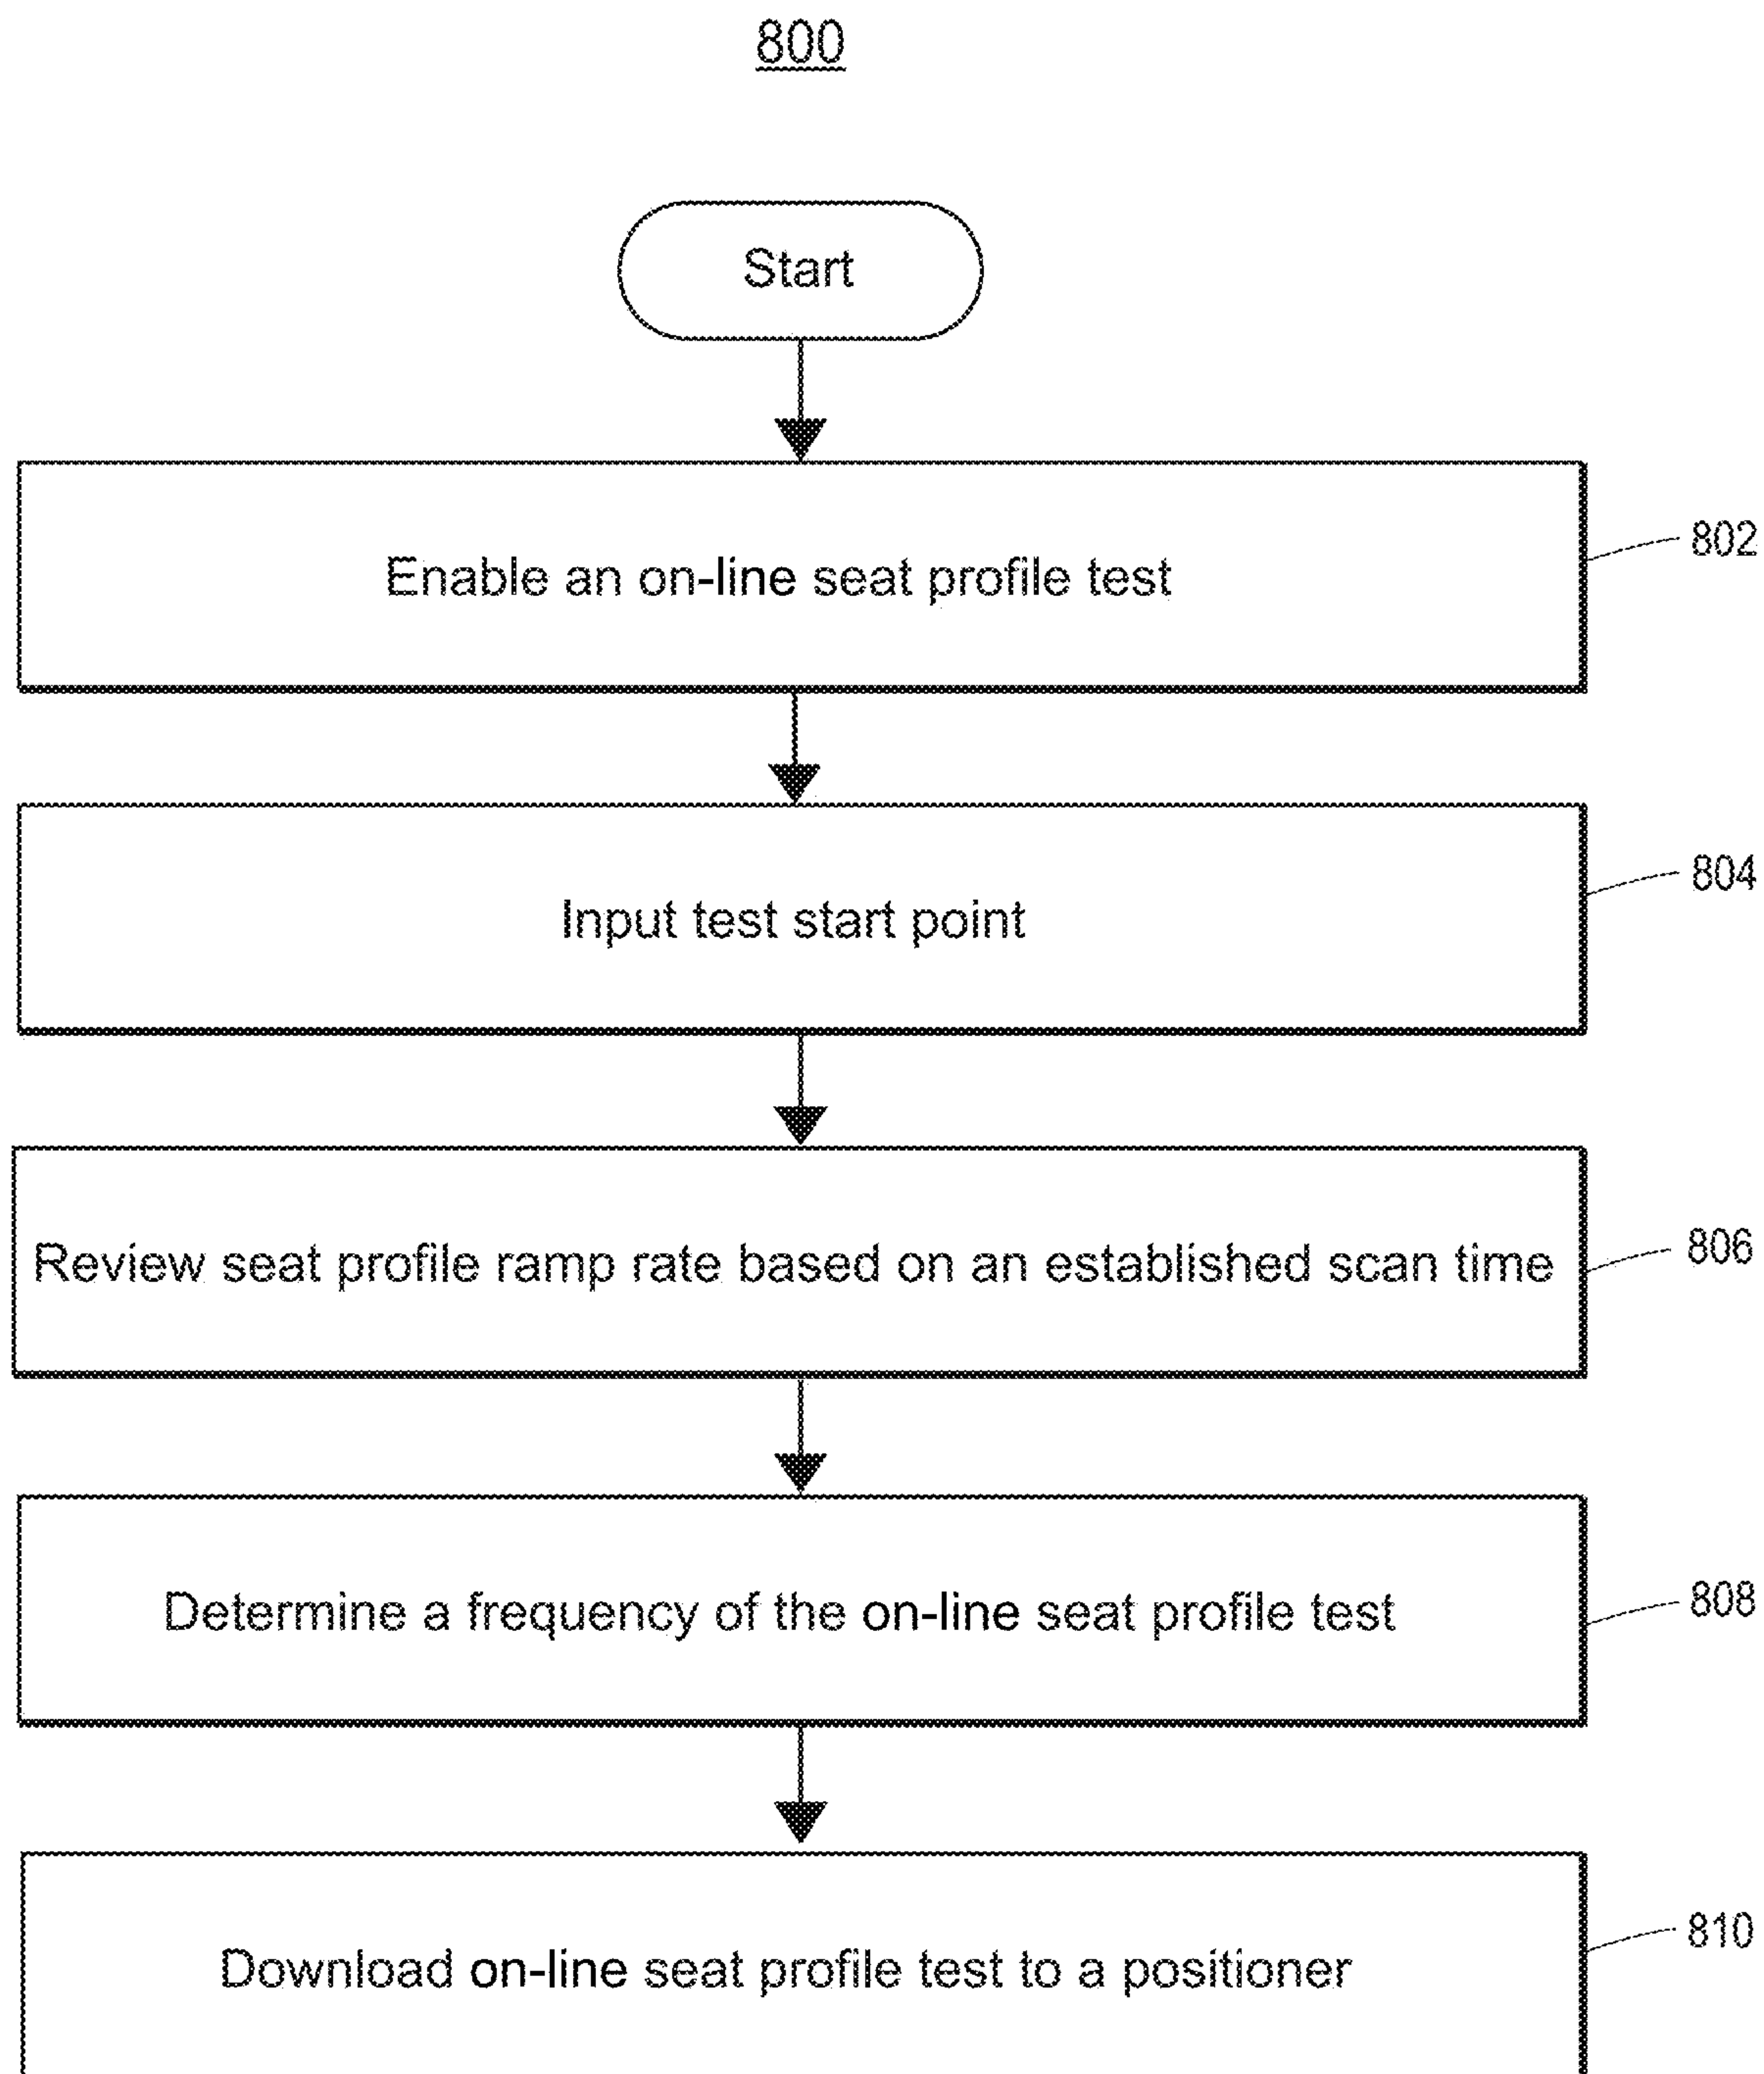 800
Start
Enable an on-line seat profile test
802
Input test start point
804
Review seat profile ramp rate based on an established scan time
806
Determine a frequency of the on-line seat profile test
808
Download on-line seat profile test to a positioner
810